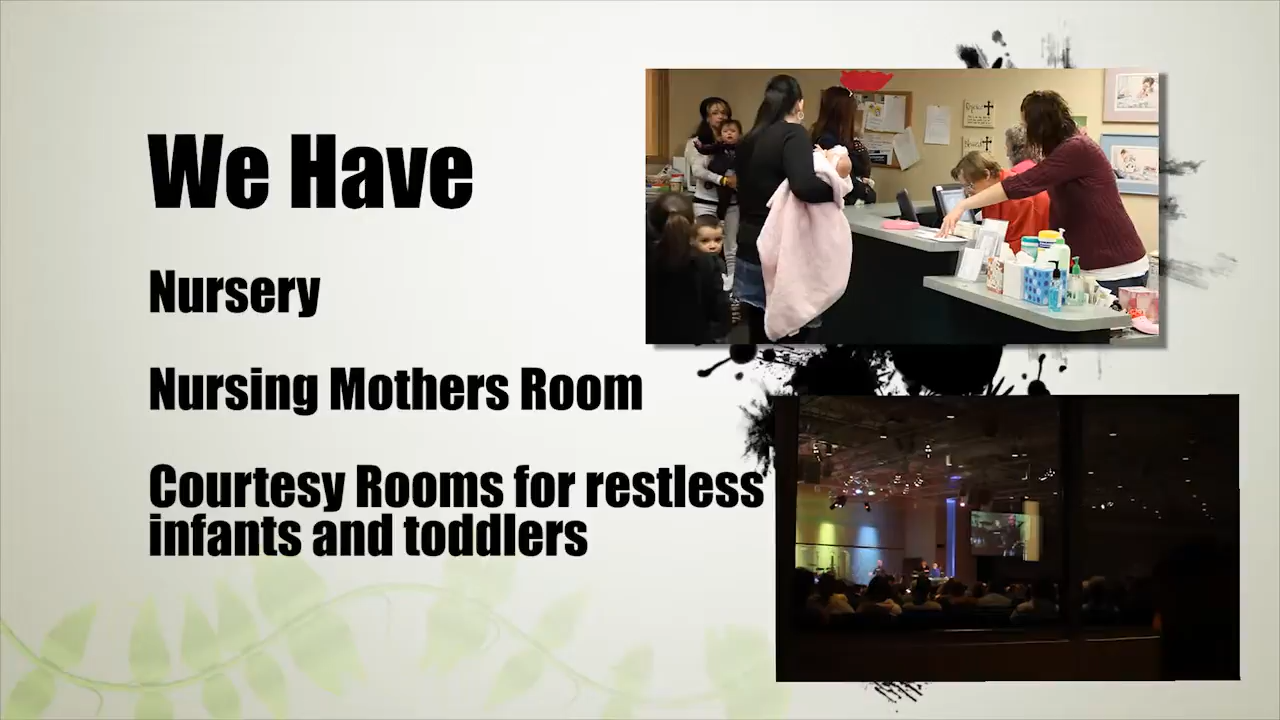 We Have
Nursery
Nursing Mothers Room
Courtesy Rooms for restless
infants and toddlers